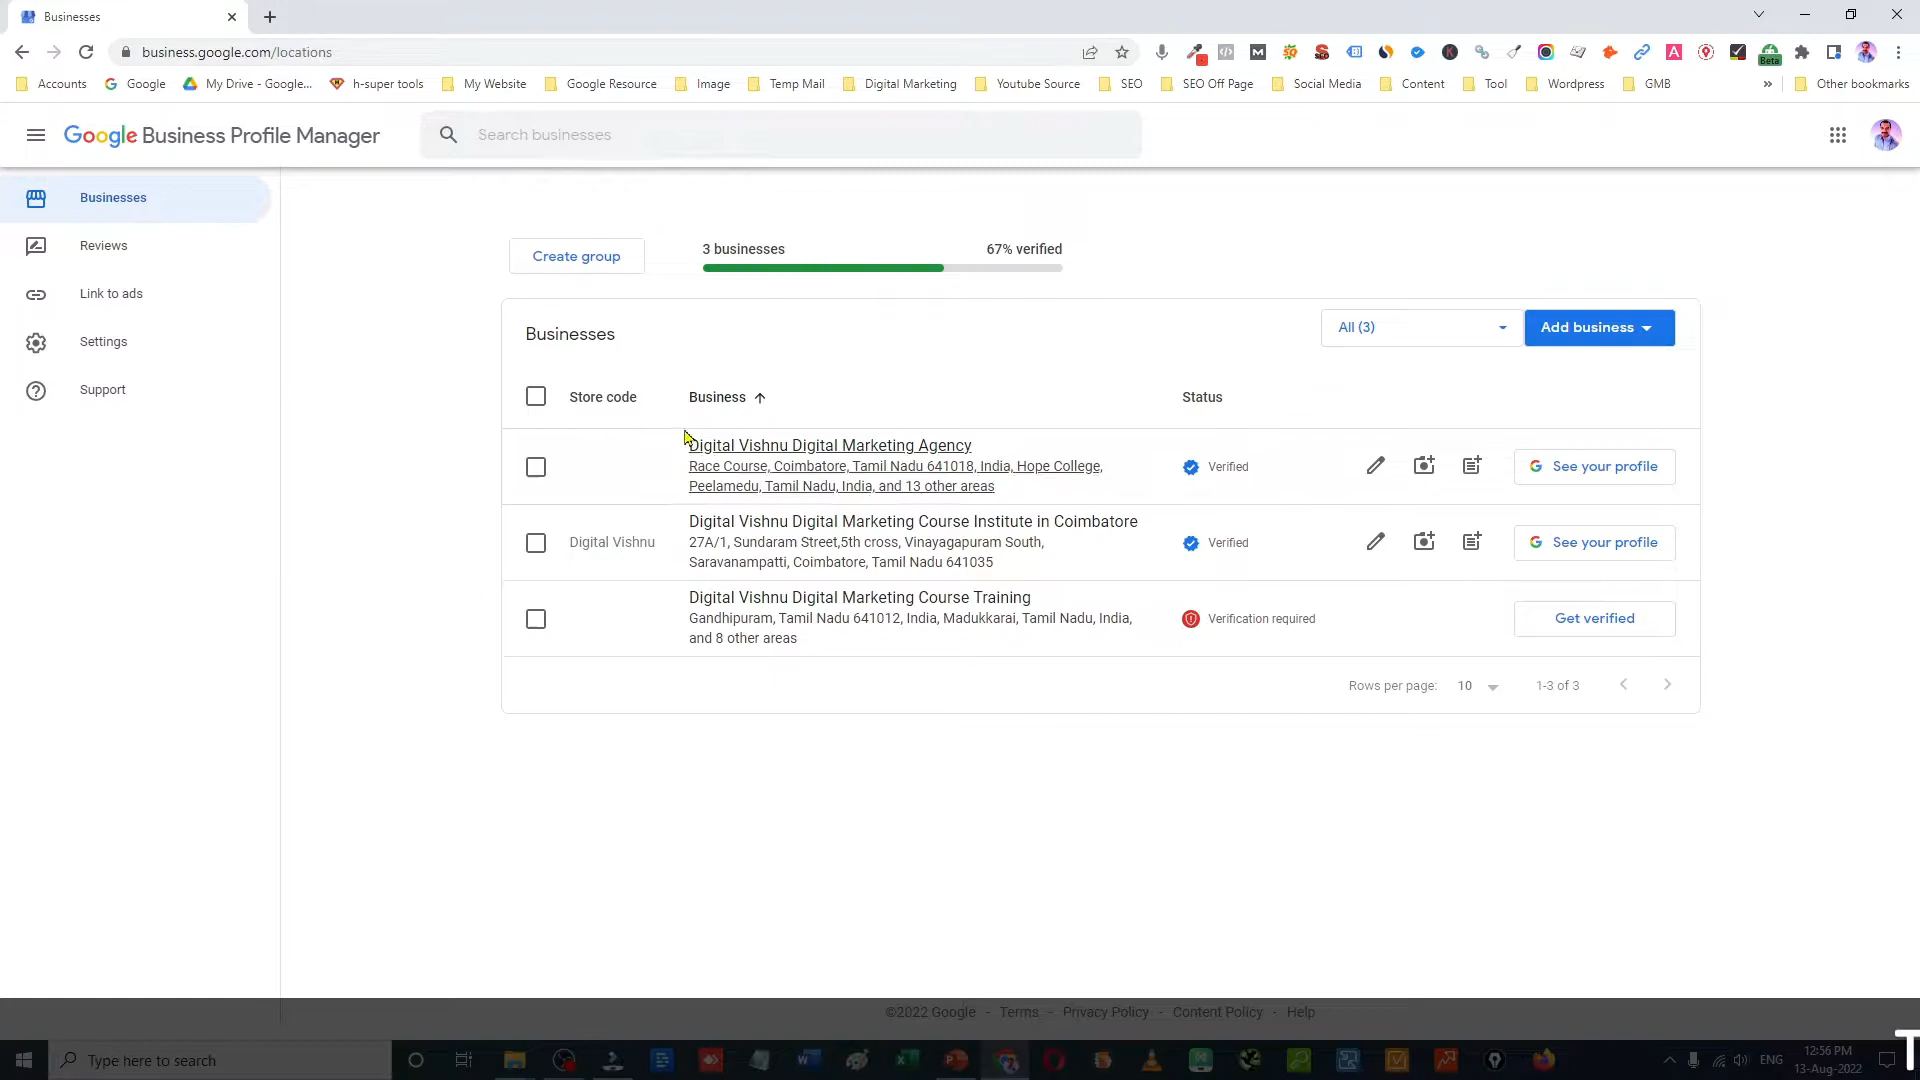 Businesses
business.google.com/locations
Beta
Accounts
Google
My Drive - Google...
h-super tools
My Website
Google Resource
Image
Temp Mail
Digital Marketing
Youtube Source
SEO
SEO Off Page
Social Media
Content
Tool
Wordpress
GMB
»
Other bookmarks
Google Business Profile Manager
Search businesses
Businesses
Reviews
Link to ads
Settings
Support
Create group
3 businesses
67% verified
Businesses
All (3)
Add business
Store code
Business
Status
Digital Vishnu Digital Marketing Agency
Race Course, Coimbatore, Tamil Nadu 641018, India, Hope College,
Peelamedu, Tamil Nadu, India, and 13 other areas
Verified
See your profile
Digital Vishnu
Digital Vishnu Digital Marketing Course Institute in Coimbatore
27A/1, Sundaram Street,5th cross, Vinayagapuram South,
Saravanampatti, Coimbatore, Tamil Nadu 641035
Verified
See your profile
Digital Vishnu Digital Marketing Course Training
Gandhipuram, Tamil Nadu 641012, India, Madukkarai, Tamil Nadu, India,
and 8 other areas
Verification required
Get verified
Rows per page:
10
1-3 of 3
©2022 Google - Terms - Privacy Policy - Content Policy - Help
Type here to search
ENG
12:56 PM
13-Aug-2022
T